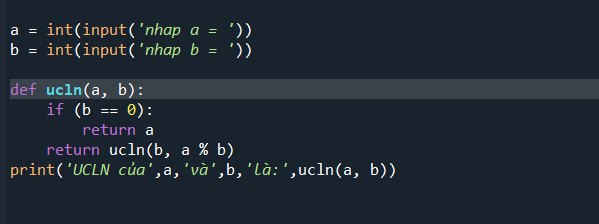 a = int(input('nhap a = '))
b = int(input('nhap b = '))
def ucln(a, b):
    if (b == 0):
        return a
    return ucln(b, a % b)
print('UCLN của',a,'và',b,'là:',ucln(a, b))